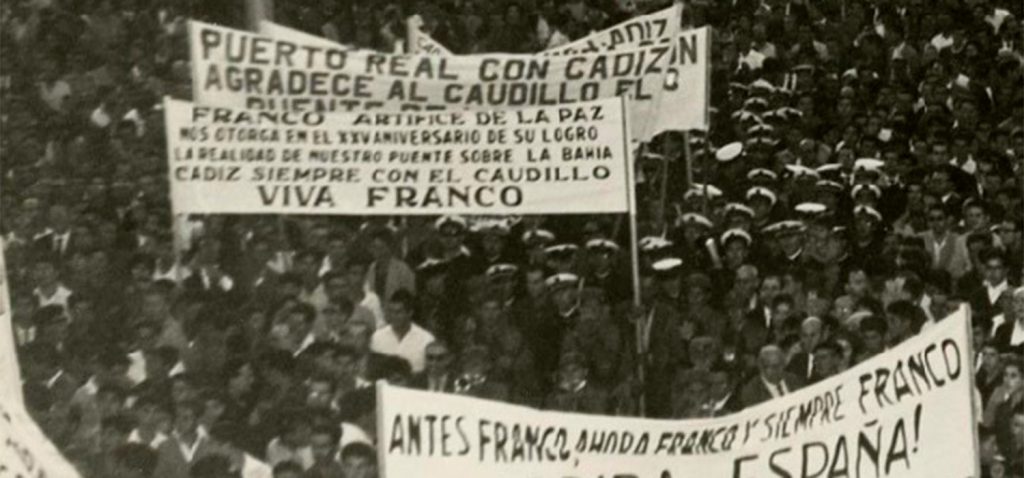 CADIZ
PUERTO REAL CON CADIZ
AGRADECE AL CAUDILLO EL
PUENTE
FRANCO ARTIFICE DE LA PAZ
NOS OTORGA EN EL XXV ANIVERSARIO DE SU LOGRO
LA REALIDAD DE NUESTRO PUENTE SOBRE LA BAHIA
CADIZ SIEMPRE CON EL CAUDILLO
VIVA FRANCO
ANTES FRANCO, AHORA FRANCO Y SIEMPRE FRANCO
ESPAÑA!